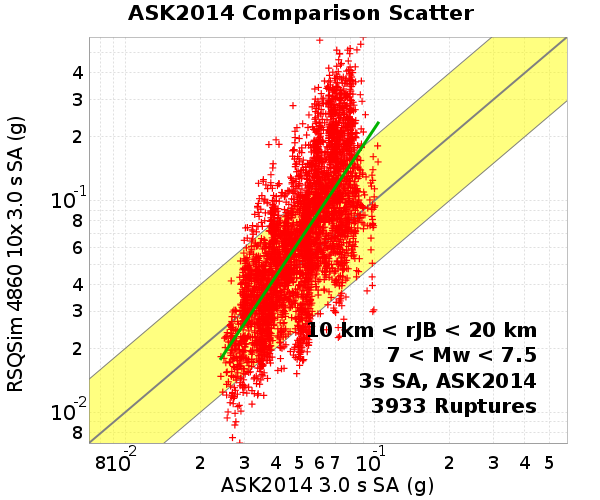 ASK2014 Comparison Scatter
RSQSim 4860 10x 3.0 s SA (g)
4
3
2
10-1
8
6
4
3
2
10-2
8
10 km < rJB < 20 km
7 < Mw < 7.5
3s SA, ASK2014
3933 Ruptures
8 10-2 2 3 4 5 6 7 10-1 2 3 4 5
ASK2014 3.0 s SA (g)